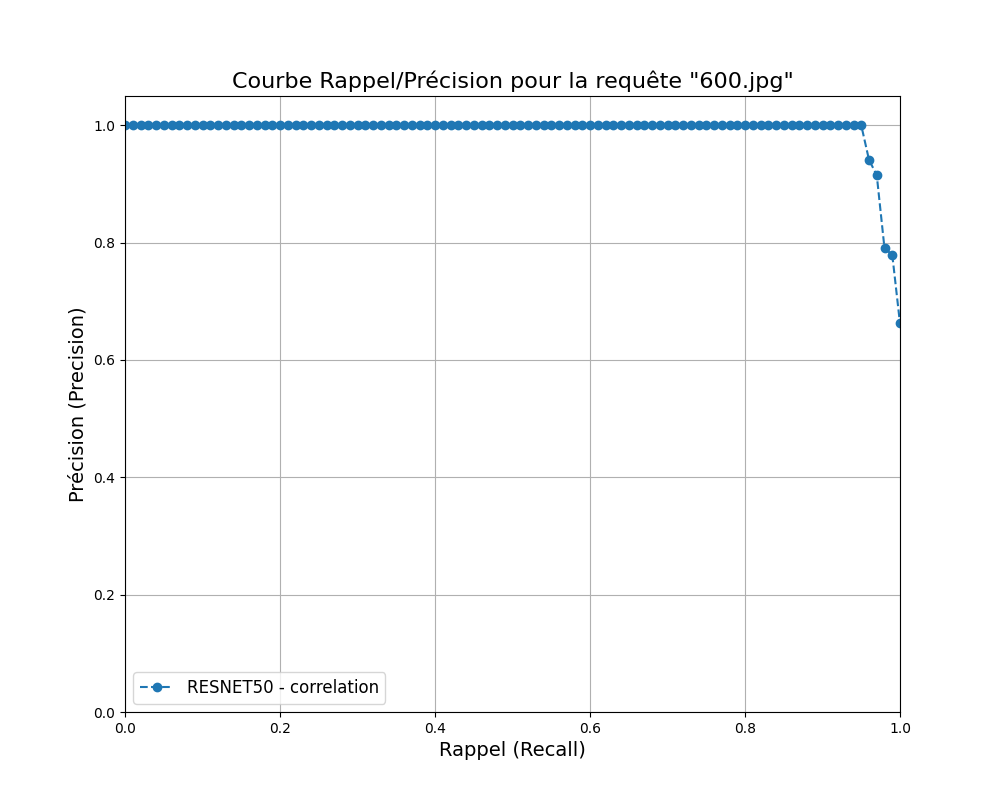 Courbe Rappel/Précision pour la requête "600.jpg"
1.0
0.8
0.6
0.4
0.2
0.0
Précision (Precision)
RESNET50 - correlation
0.0 0.2 0.4 0.6 0.8 1.0
Rappel (Recall)